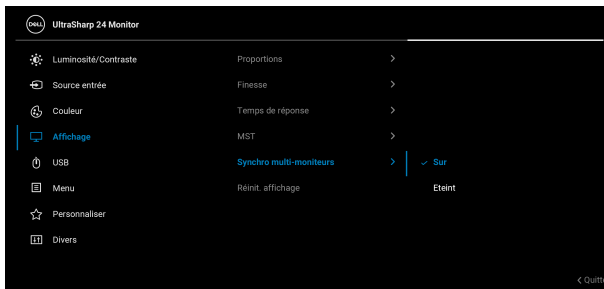 DELL UltraSharp 24 Monitor
Luminosité/Contraste Proportions
Source entrée Finesse
Couleur Temps de réponse
Affichage MST
USB Synchro multi-moniteurs Sur
Menu Réinit. affichage Eteint
Personnaliser
Divers
Quitte